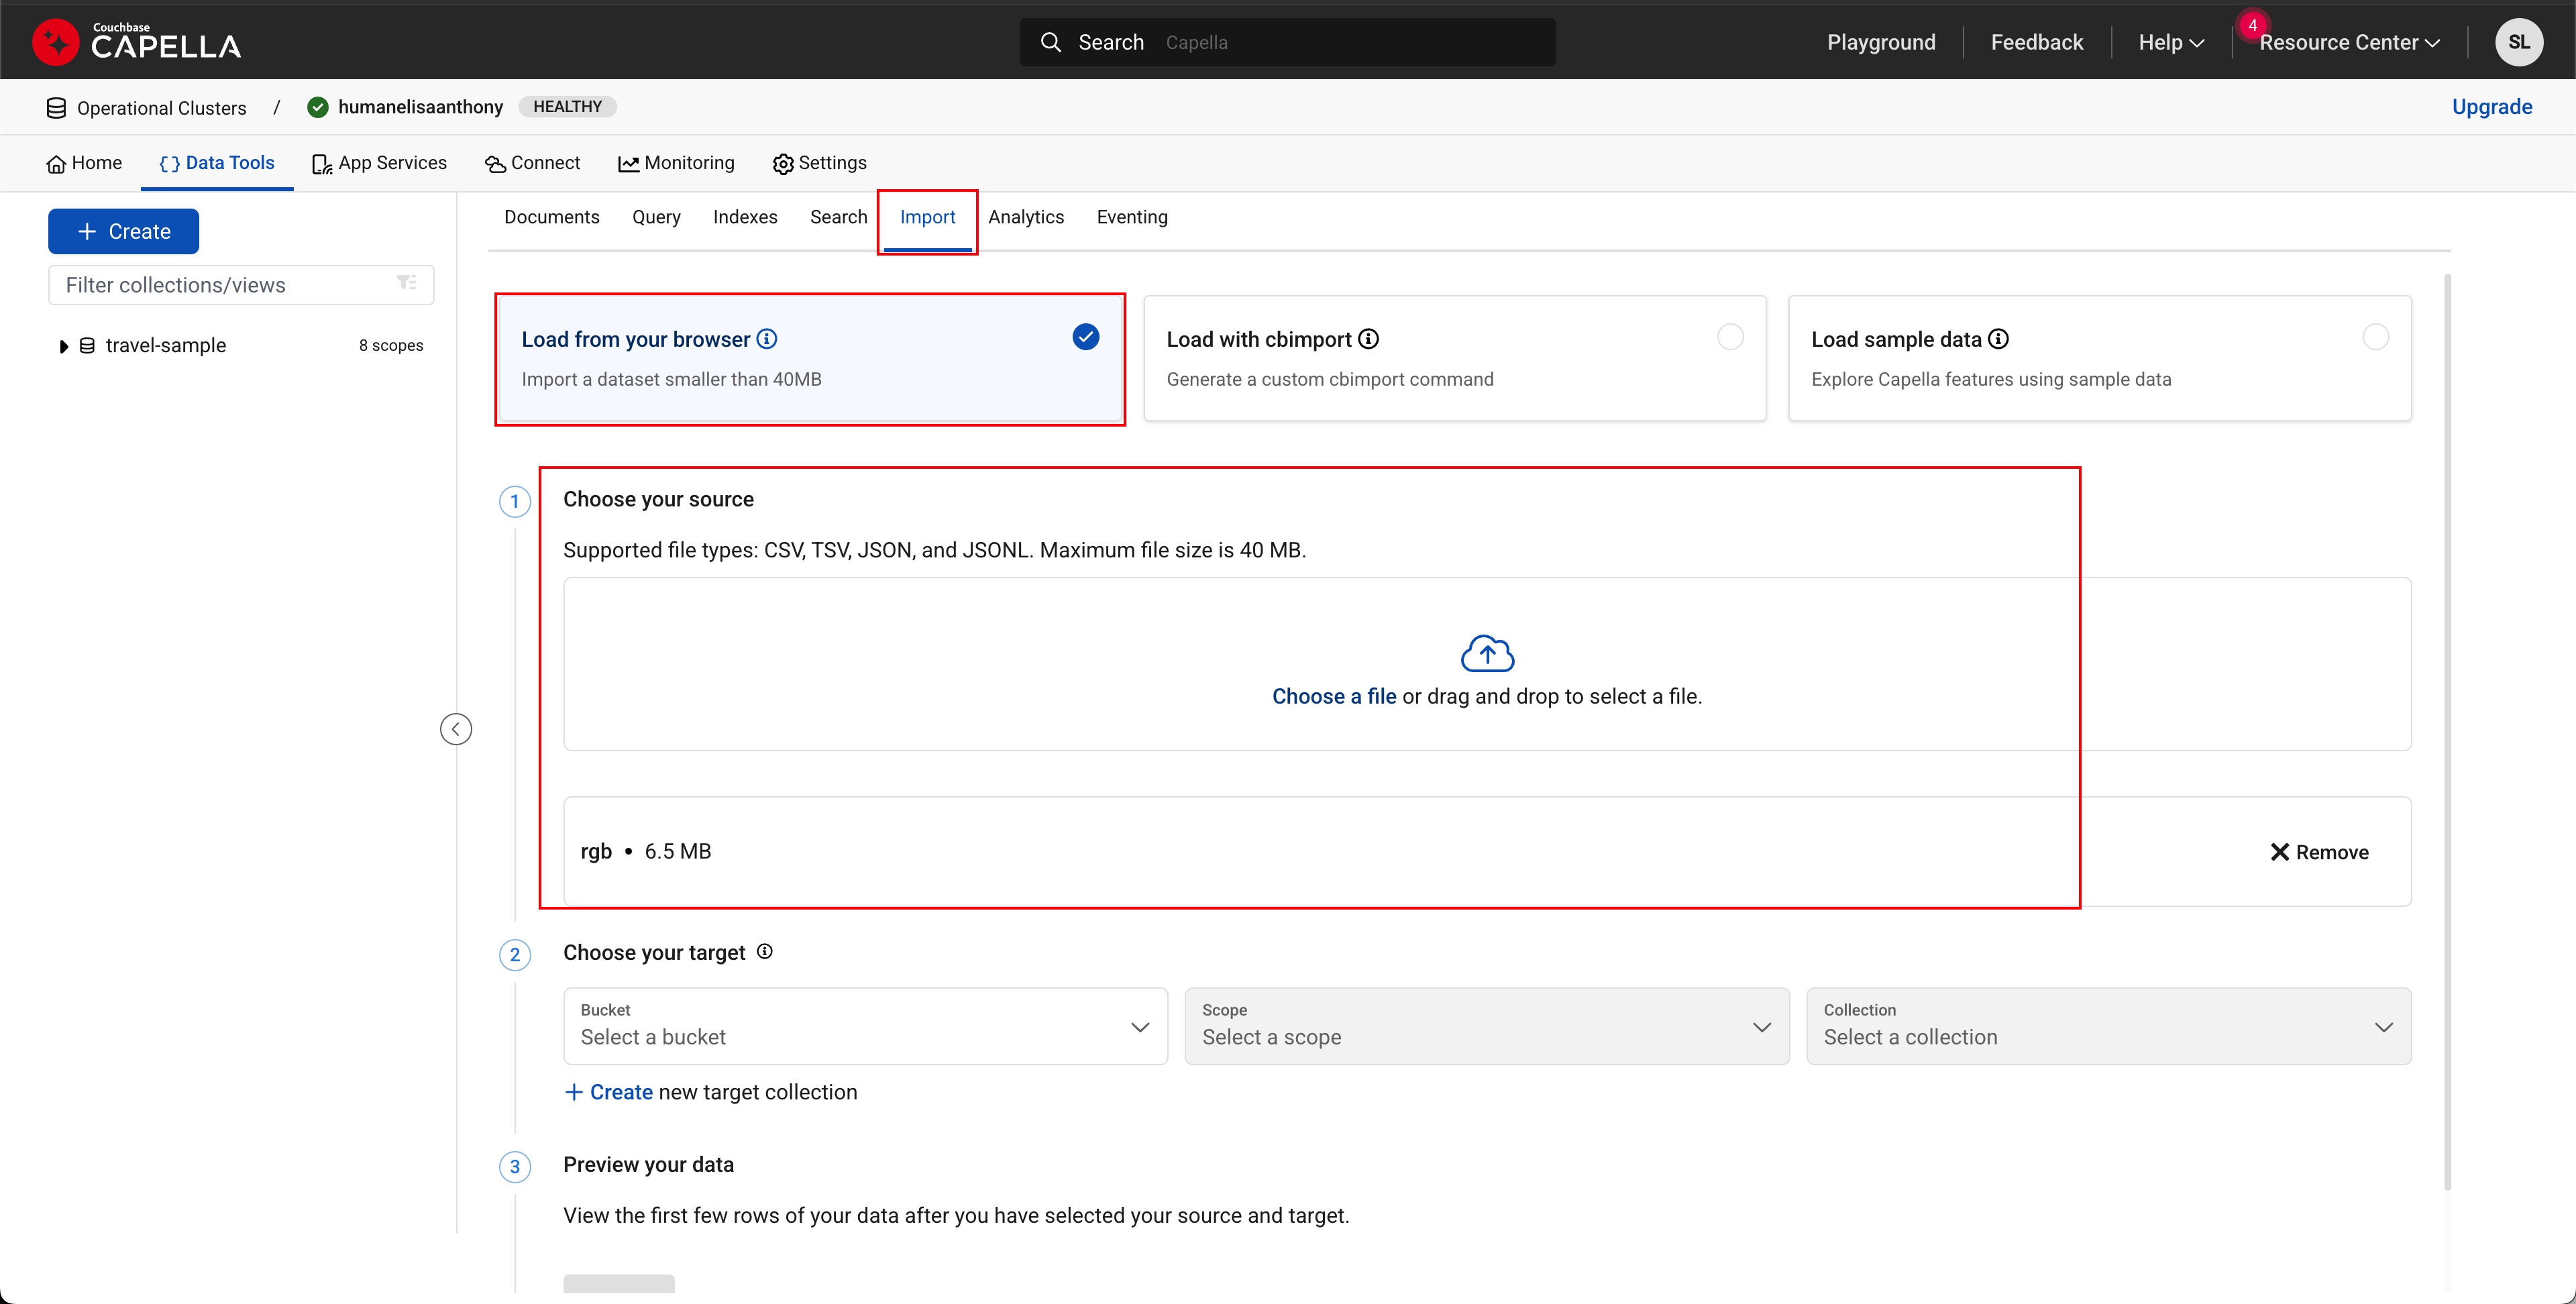 Couchbase
CAPELLA
Search Capella
Playground
Feedback
Help
4
Resource Center
SL
Operational Clusters / humanelisaanthony HEALTHY
Upgrade
Home
Data Tools
App Services
Connect
Monitoring
Settings
+ Create
Filter collections/views
travel-sample 8 scopes
Documents
Query
Indexes
Search
Import
Analytics
Eventing
Load from your browser
Import a dataset smaller than 40MB
Load with cbimport
Generate a custom cbimport command
Load sample data
Explore Capella features using sample data
1 Choose your source
Supported file types: CSV, TSV, JSON, and JSONL. Maximum file size is 40 MB.
Choose a file or drag and drop to select a file.
rgb • 6.5 MB
Remove
2 Choose your target
Bucket
Select a bucket
Scope
Select a scope
Collection
Select a collection
+ Create new target collection
3 Preview your data
View the first few rows of your data after you have selected your source and target.